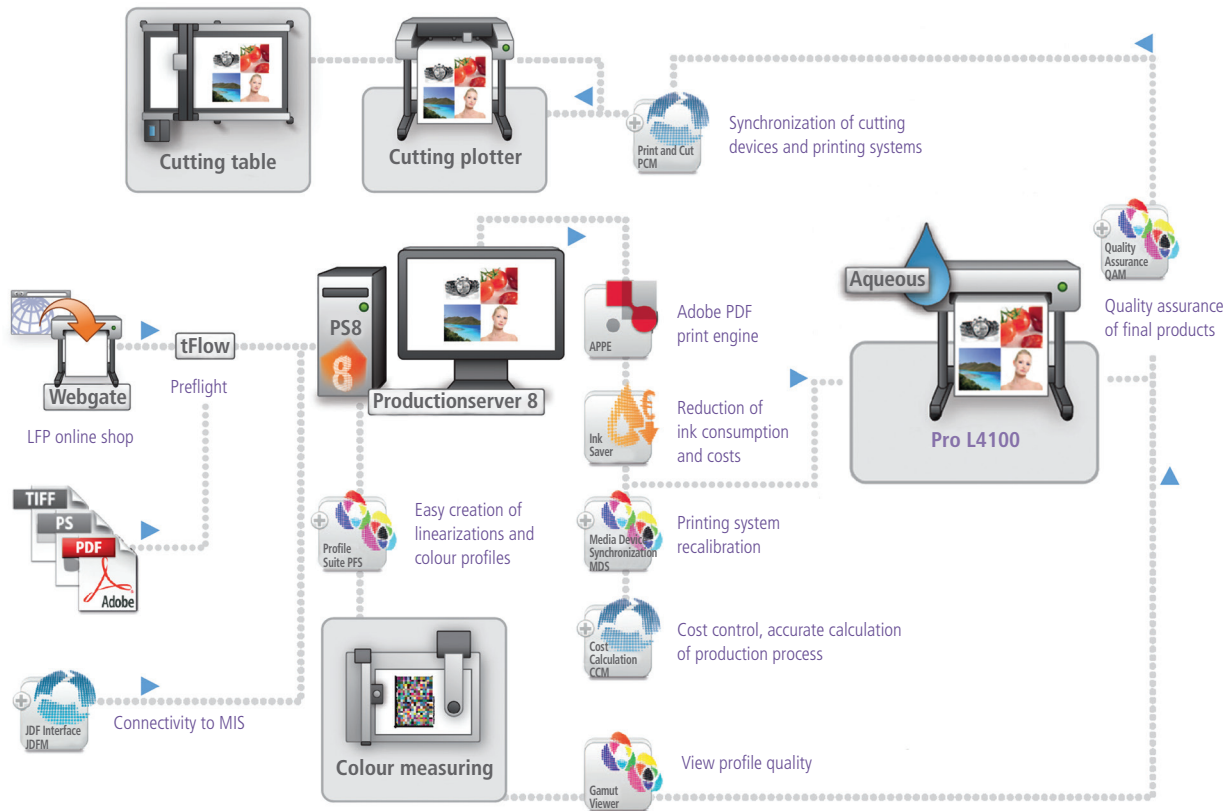 Cutting table
Cutting plotter
Print and Cut
PCM
Synchronization of cutting
devices and printing systems
Quality
Assurance
QAM
Quality assurance
of final products
Webgate
LFP online shop
tFlow
Preflight
PS8
8
Productionserver 8
APPE
Adobe PDF
print engine
€
Ink
Saver
Reduction of
ink consumption
and costs
Aqueous
Pro L4100
TIFF
PS
PDF
Adobe
Profile
Suite PFS
Easy creation of
linearizations and
colour profiles
Media Device
Synchronization
MDS
Printing system
recalibration
Cost
Calculation
CCM
Cost control, accurate calculation
of production process
JDF Interface
JDFM
Connectivity to MIS
Colour measuring
Gamut
Viewer
View profile quality